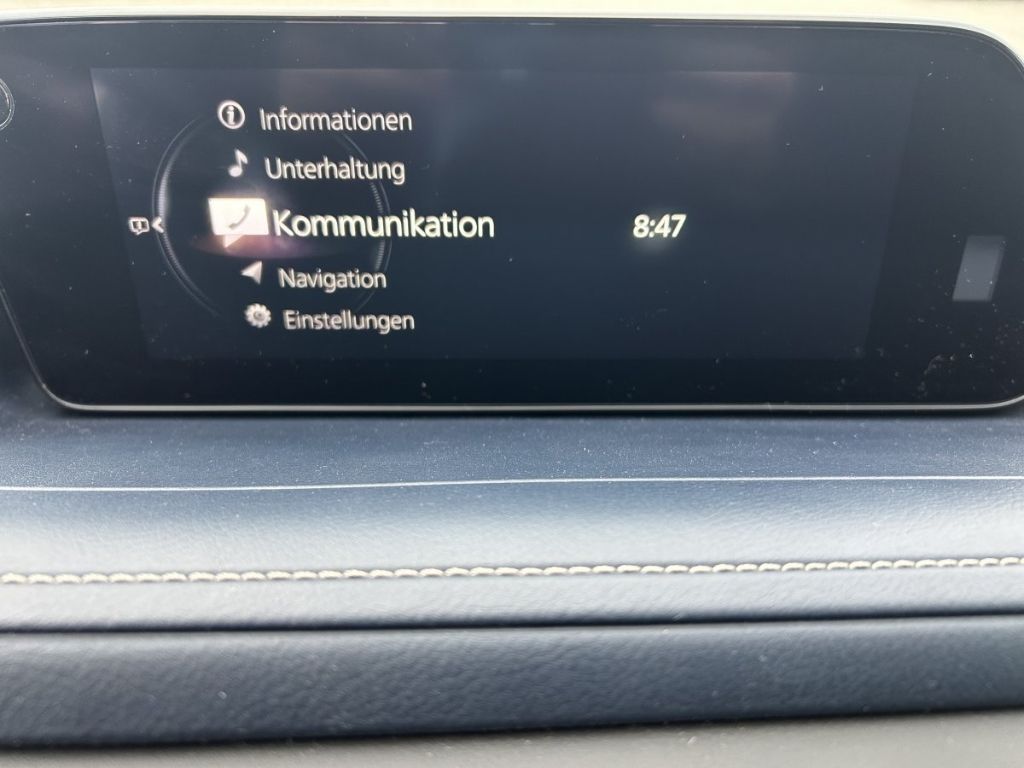 Informationen
Unterhaltung
Kommunikation
8:47
Navigation
Einstellungen